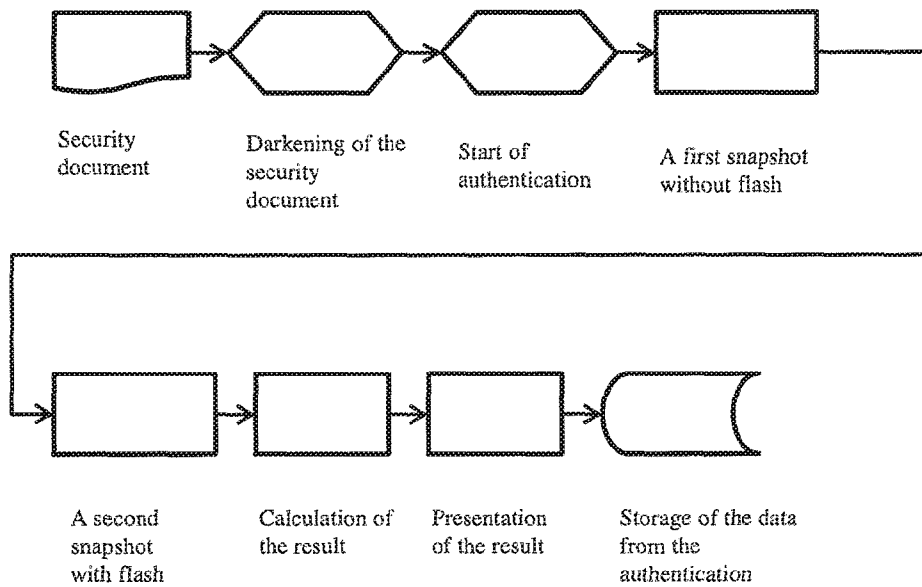 Security
document
Darkening of the
security
document
Start of
authentication
A first snapshot
without flash
A second
snapshot
with flash
Calculation of
the result
Presentation
of the result
Storage of the data
from the
authentication